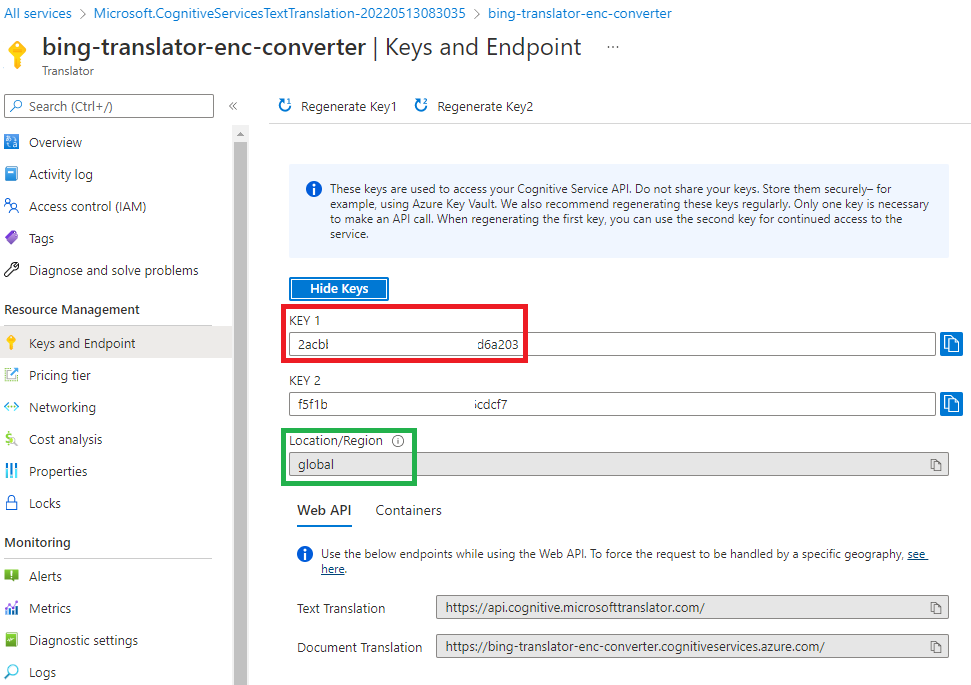 All services > Microsoft.CognitiveServicesTextTranslation-20220513083035 > bing-translator-enc-converter
bing-translator-enc-converter | Keys and Endpoint ...
Translator
Search (Ctrl+/)
«
Overview
Activity log
Access control (IAM)
Tags
Diagnose and solve problems
Resource Management
Keys and Endpoint
Pricing tier
Networking
Cost analysis
Properties
Locks
Monitoring
Alerts
Metrics
Diagnostic settings
Logs
Regenerate Key1
Regenerate Key2
These keys are used to access your Cognitive Service API. Do not share your keys. Store them securely– for
example, using Azure Key Vault. We also recommend regenerating these keys regularly. Only one key is necessary
to make an API call. When regenerating the first key, you can use the second key for continued access to the
service.
Hide Keys
KEY 1
2acbb d6a203
KEY 2
f5f1b cdcf7
Location/Region
global
Web API
Containers
Use the below endpoints while using the Web API. To force the request to be handled by a specific geography, see
here.
Text Translation
https://api.cognitive.microsofttranslator.com/
Document Translation
https://bing-translator-enc-converter.cognitiveservices.azure.com/